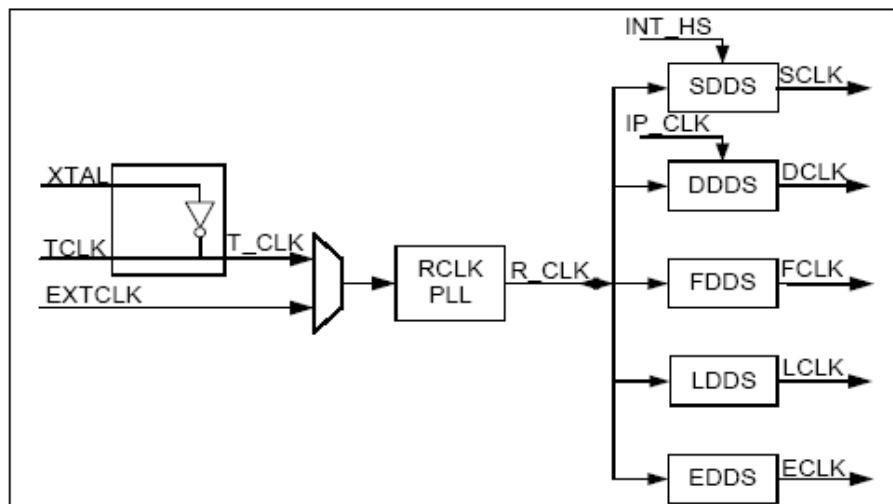 INT_HS
SDDS
SCLK
IP_CLK
DDDS
DCLK
XTAL
TCLK
T_CLK
EXTCLK
RCLK
PLL
R_CLK
FDDS
FCLK
LDDS
LCLK
EDDS
ECLK